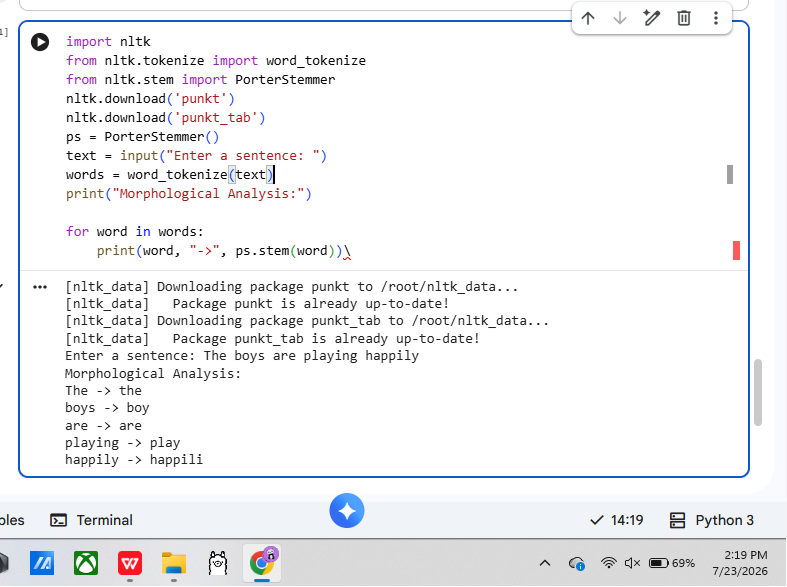 1]
import nltk
from nltk.tokenize import word_tokenize
from nltk.stem import PorterStemmer
nltk.download('punkt')
nltk.download('punkt_tab')
ps = PorterStemmer()
text = input("Enter a sentence: ")
words = word_tokenize(text)
print("Morphological Analysis:")
for word in words:
    print(word, "->", ps.stem(word))\
[nltk_data] Downloading package punkt to /root/nltk_data...
[nltk_data]   Package punkt is already up-to-date!
[nltk_data] Downloading package punkt_tab to /root/nltk_data...
[nltk_data]   Package punkt_tab is already up-to-date!
Enter a sentence: The boys are playing happily
Morphological Analysis:
The -> the
boys -> boy
are -> are
playing -> play
happily -> happili
bles Terminal 14:19 Python 3
69% 2:19 PM
7/23/2026